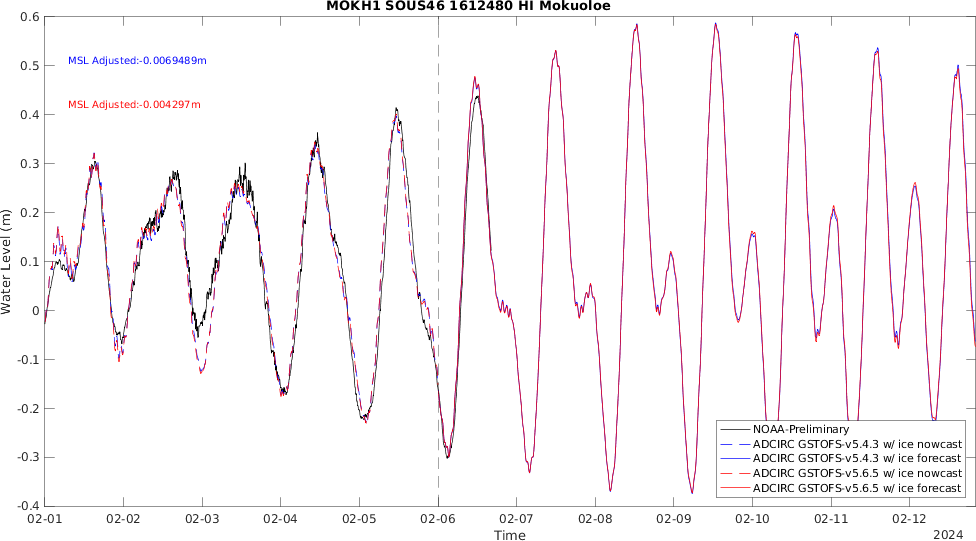 MOKH1 SOUS46 1612480 HI Mokuoloe
MSL Adjusted:-0.0069489m
MSL Adjusted:-0.004297m
Water Level (m)
0.6
0.5
0.4
0.3
0.2
0.1
0
-0.1
-0.2
-0.3
-0.4
NOAA-Preliminary
ADCIRC GSTOFS-v5.4.3 w/ ice nowcast
ADCIRC GSTOFS-v5.4.3 w/ ice forecast
ADCIRC GSTOFS-v5.6.5 w/ ice nowcast
ADCIRC GSTOFS-v5.6.5 w/ ice forecast
02-01 02-02 02-03 02-04 02-05 02-06 02-07 02-08 02-09 02-10 02-11 02-12
Time
2024